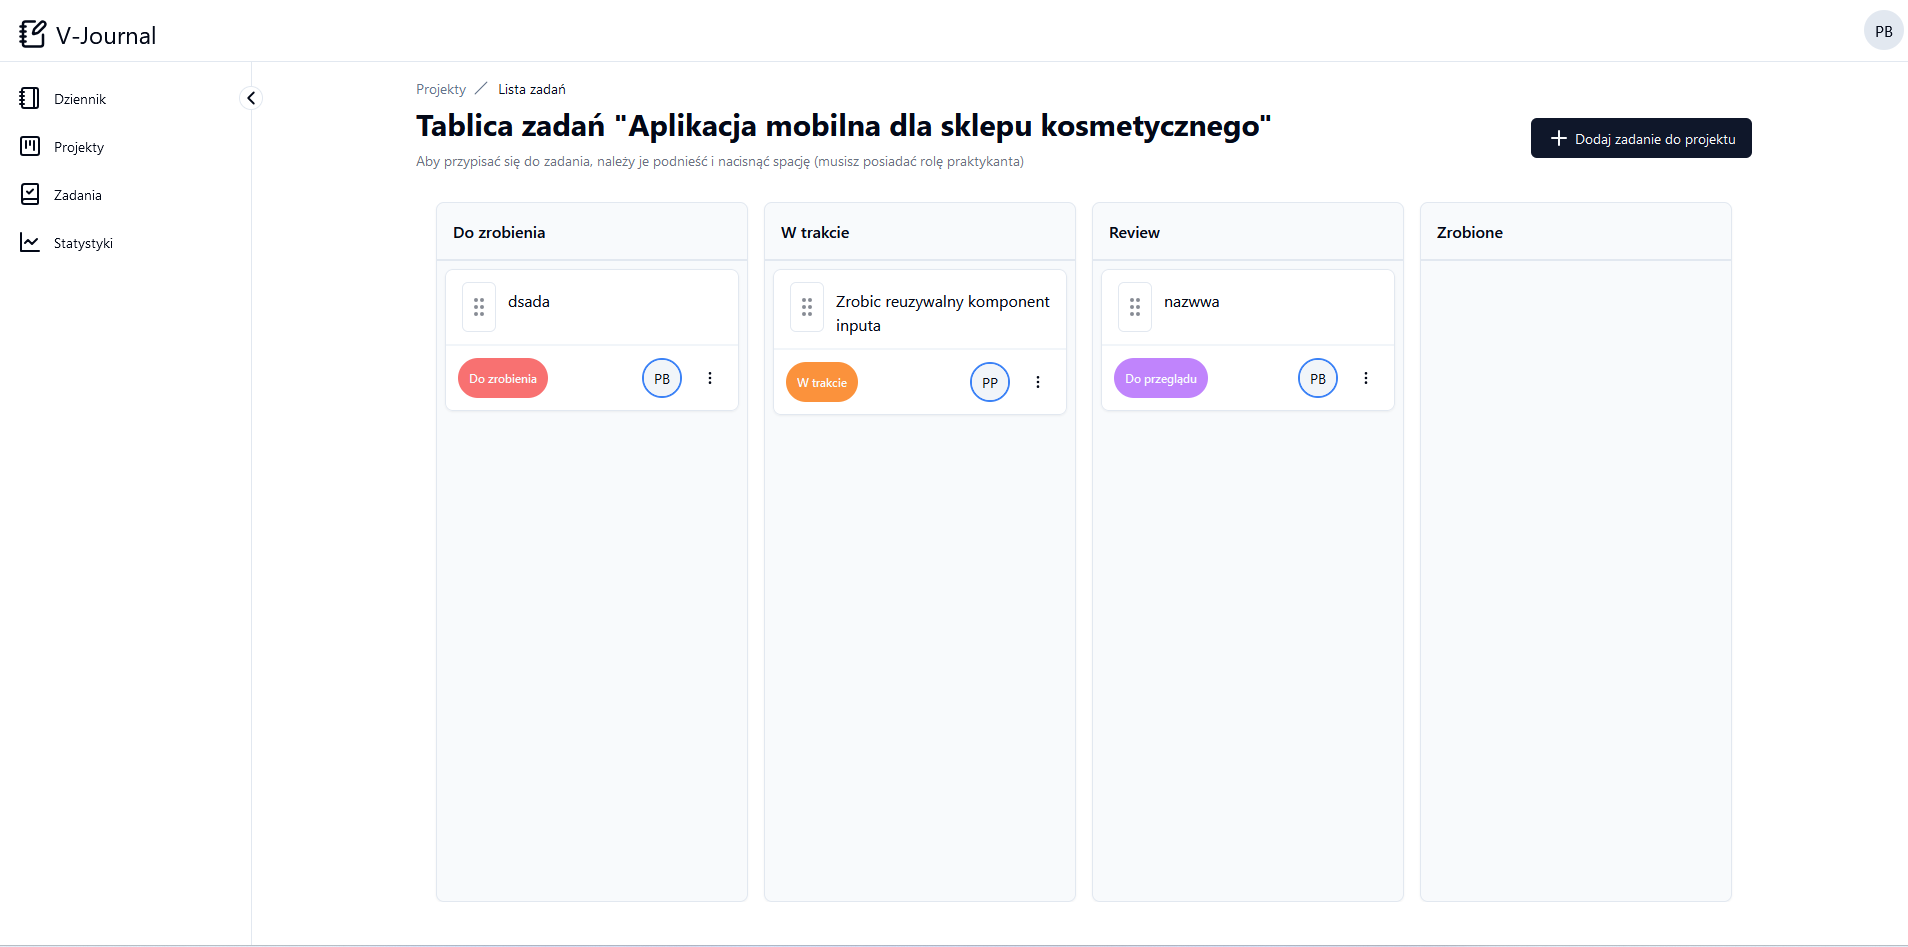 V-Journal
PB
Dziennik
Projekty
Zadania
Statystyki
Projekty / Lista zadań
Tablica zadań "Aplikacja mobilna dla sklepu kosmetycznego"
Aby przypisać się do zadania, należy je podnieść i nacisnąć spację (musisz posiadać rolę praktykanta)
Dodaj zadanie do projektu
Do zrobienia
dsada
Do zrobienia
PB
W trakcie
Zrobic reuzywalny komponent
inputa
W trakcie
PP
Review
nazwwa
Do przeglądu
PB
Zrobione